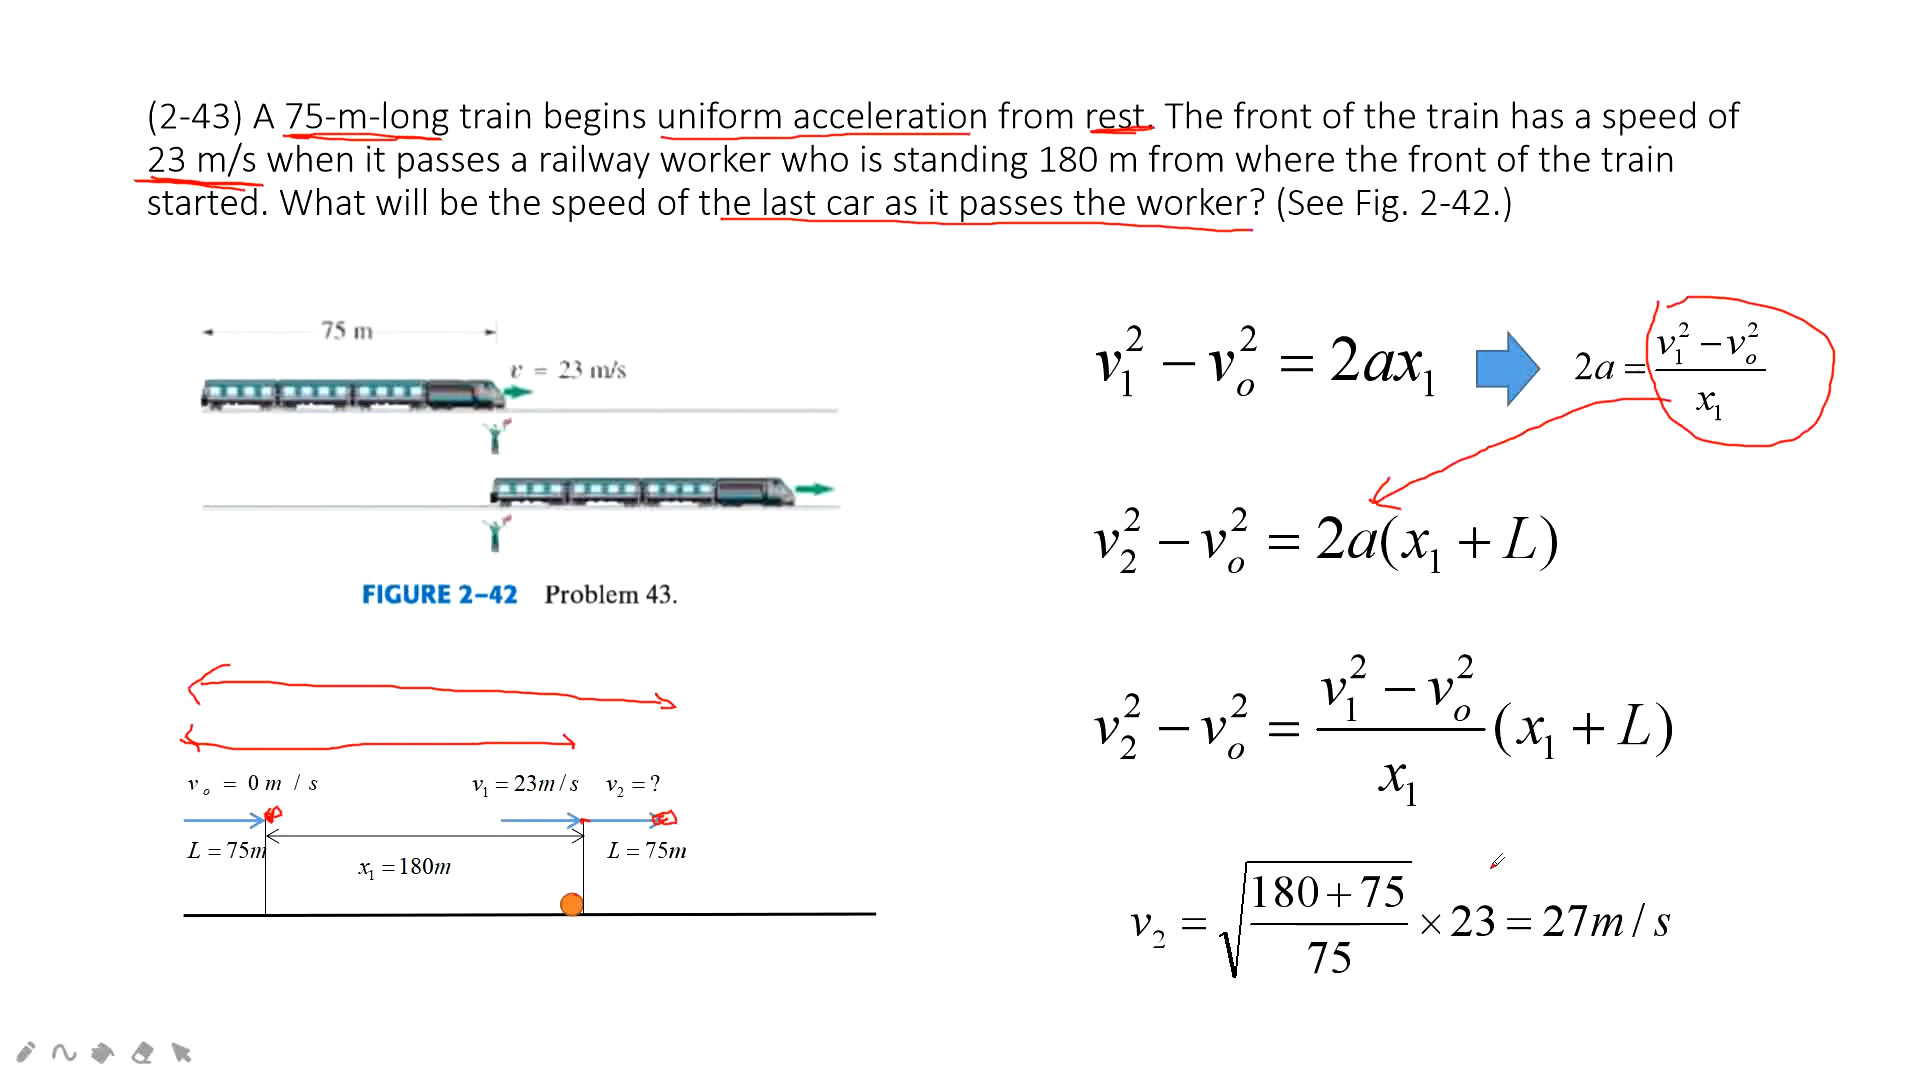 (2-43) A 75-m-long train begins uniform acceleration from rest. The front of the train has a speed of
23 m/s when it passes a railway worker who is standing 180 m from where the front of the train
started. What will be the speed of the last car as it passes the worker? (See Fig. 2-42.)
75 m
v = 23 m/s
FIGURE 2–42 Problem 43.
v₁² − vₒ² = 2ax₁
2a = (v₁² − vₒ²)/x₁
v₂² − vₒ² = 2a(x₁ + L)
v₂² − vₒ² = (v₁² − vₒ²)/x₁ (x₁ + L)
vₒ = 0 m / s
v₁ = 23m / s
v₂ = ?
L = 75m
x₁ = 180m
L = 75m
v₂ = √((180 + 75)/75) × 23 = 27m / s